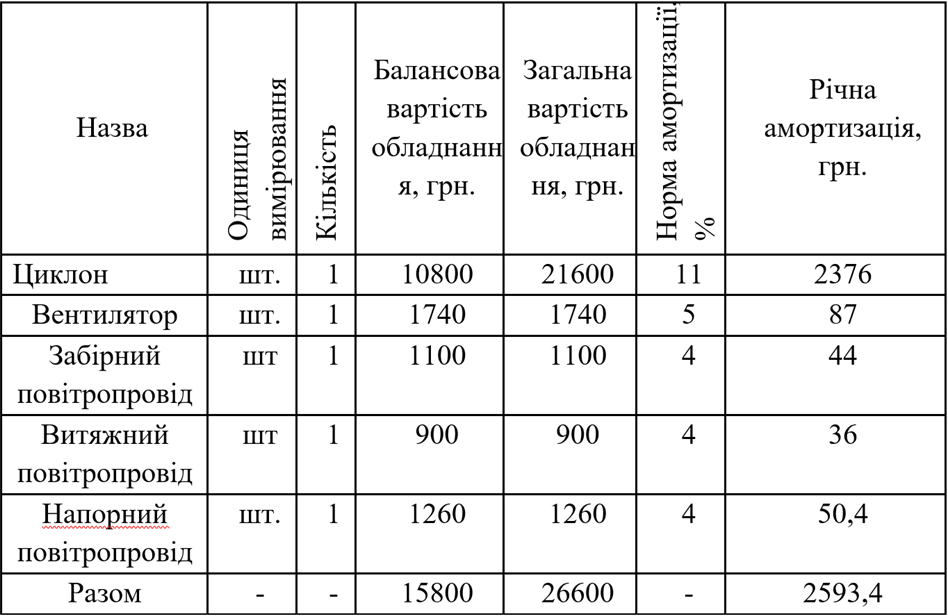 Назва
Одиниця
вимірювання
Кількість
Балансова
вартість
обладнанн
я, грн.
Загальна
вартість
обладнан
ня, грн.
Норма амортизації,
%
Річна
амортизація,
грн.
Циклон шт. 1 10800 21600 11 2376
Вентилятор шт. 1 1740 1740 5 87
Забірний шт 1 1100 1100 4 44
повітропровід
Витяжний шт 1 900 900 4 36
повітропровід
Напорний шт. 1 1260 1260 4 50,4
повітропровід
Разом - - 15800 26600 - 2593,4